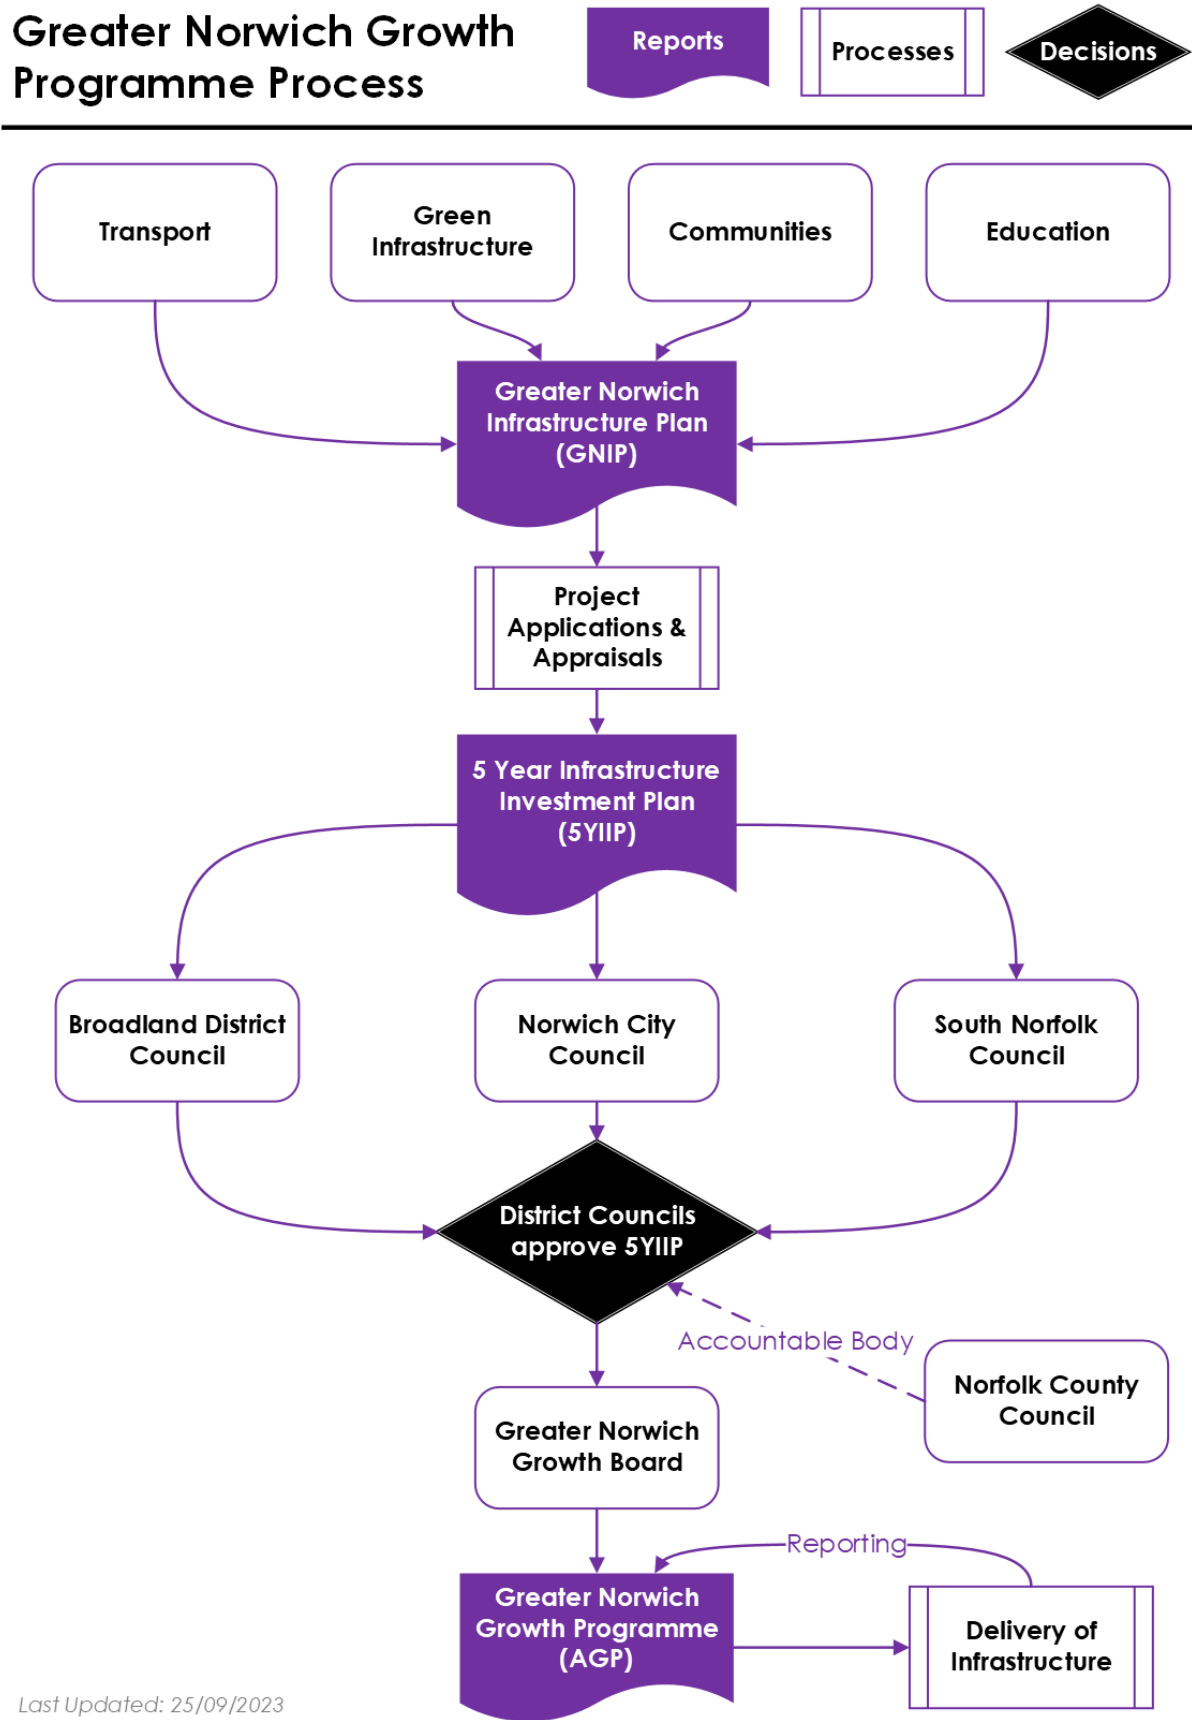 Greater Norwich Growth
Programme Process
Reports
Processes
Decisions
Transport
Green
Infrastructure
Communities
Education
Greater Norwich
Infrastructure Plan
(GNIP)
Project
Applications &
Appraisals
5 Year Infrastructure
Investment Plan
(5YIIP)
Broadland District
Council
Norwich City
Council
South Norfolk
Council
District Councils
approve 5YIIP
Accountable Body
Norfolk County
Council
Greater Norwich
Growth Board
Reporting
Greater Norwich
Growth Programme
(AGP)
Delivery of
Infrastructure
Last Updated: 25/09/2023